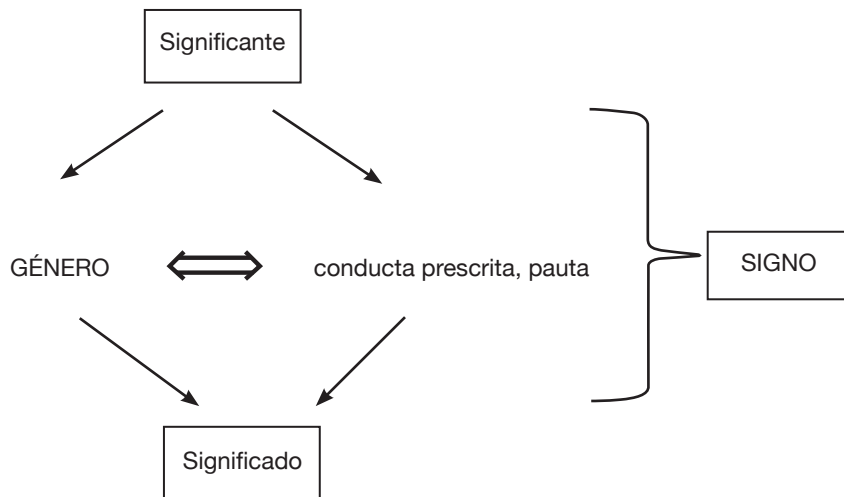 Significante
GÉNERO
conducta prescrita, pauta
SIGNO
Significado